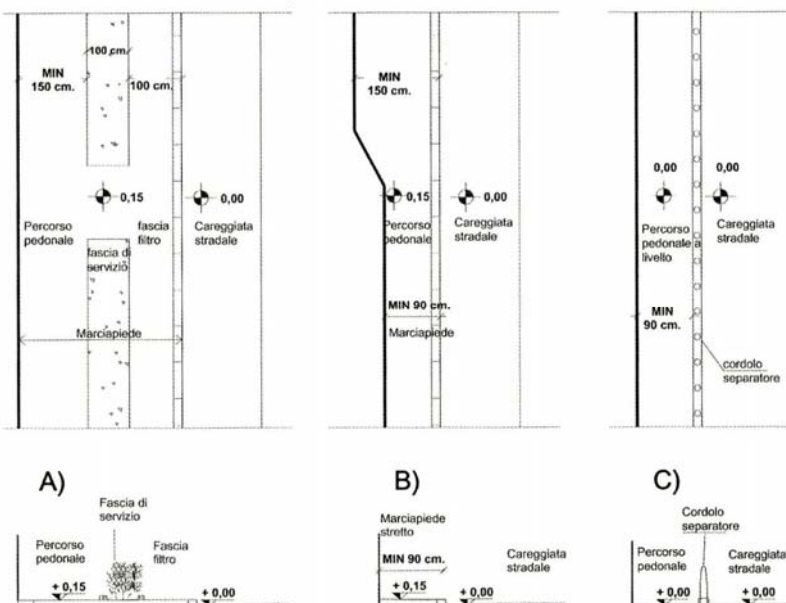 100 cm.
MIN
150 cm.
100 cm.
0,15
0,00
Percorso
pedonale
fascia
filtro
Careggiata
stradale
fascia di
servizio
Marciapiede
MIN
150 cm.
0,15
0,00
Percorso
pedonale
Careggiata
stradale
MIN 90 cm.
Marciapiede
0,00
0,00
Percorso
pedonale a
livello
Careggiata
stradale
MIN
90 cm.
cordolo
separatore
A)
Fascia di
servizio
Percorso
pedonale
Fascia
filtro
+ 0,15
+ 0,00
B)
Marciapiede
stretto
MIN 90 cm.
Careggiata
stradale
+ 0,15
+ 0,00
C)
Cordolo
separatore
Percorso
pedonale
Careggiata
stradale
+ 0,00
+ 0,00